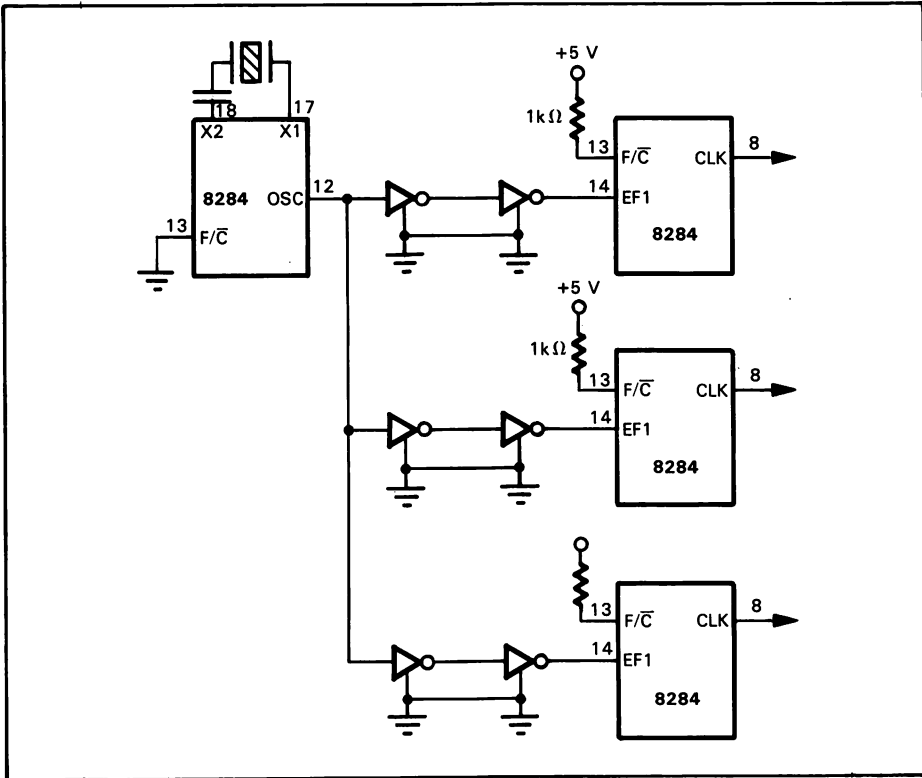 +5 V
1kΩ
18
17
X2
X1
8284
OSC
12
13
F/C̅
13
F/C̅
CLK
8
14
EF1
8284
+5 V
1kΩ
13
F/C̅
CLK
8
14
EF1
8284
13
F/C̅
CLK
8
14
EF1
8284